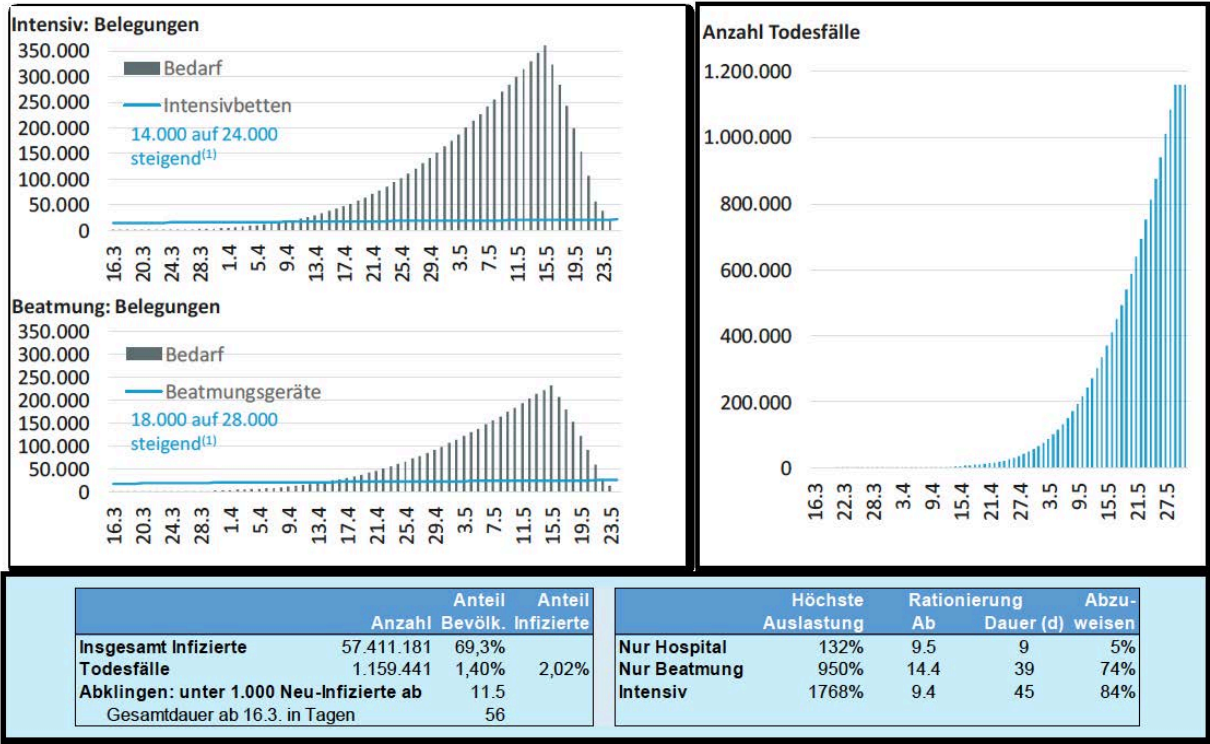 Intensiv: Belegungen
350.000
300.000
250.000
200.000
150.000
100.000
50.000
0
Bedarf
Intensivbetten
14.000 auf 24.000
steigend(1)
16.3 20.3 24.3 28.3 1.4 5.4 9.4 13.4 17.4 21.4 25.4 29.4 3.5 7.5 11.5 15.5 19.5 23.5
Beatmung: Belegungen
350.000
300.000
250.000
200.000
150.000
100.000
50.000
0
Bedarf
Beatmungsgeräte
18.000 auf 28.000
steigend(1)
16.3 20.3 24.3 28.3 1.4 5.4 9.4 13.4 17.4 21.4 25.4 29.4 3.5 7.5 11.5 15.5 19.5 23.5
Anzahl Todesfälle
1.200.000
1.000.000
800.000
600.000
400.000
200.000
0
16.3 22.3 28.3 3.4 9.4 15.4 21.4 27.4 3.5 9.5 15.5 21.5 27.5
Anteil Anteil
Anzahl Bevölk. Infizierte
Insgesamt Infizierte 57.411.181 69,3%
Todesfälle 1.159.441 1,40% 2,02%
Abklingen: unter 1.000 Neu-Infizierte ab 11.5
Gesamtdauer ab 16.3. in Tagen 56
Höchste Rationierung Abzu-
Auslastung Ab Dauer (d) weisen
Nur Hospital 132% 9.5 9 5%
Nur Beatmung 950% 14.4 39 74%
Intensiv 1768% 9.4 45 84%